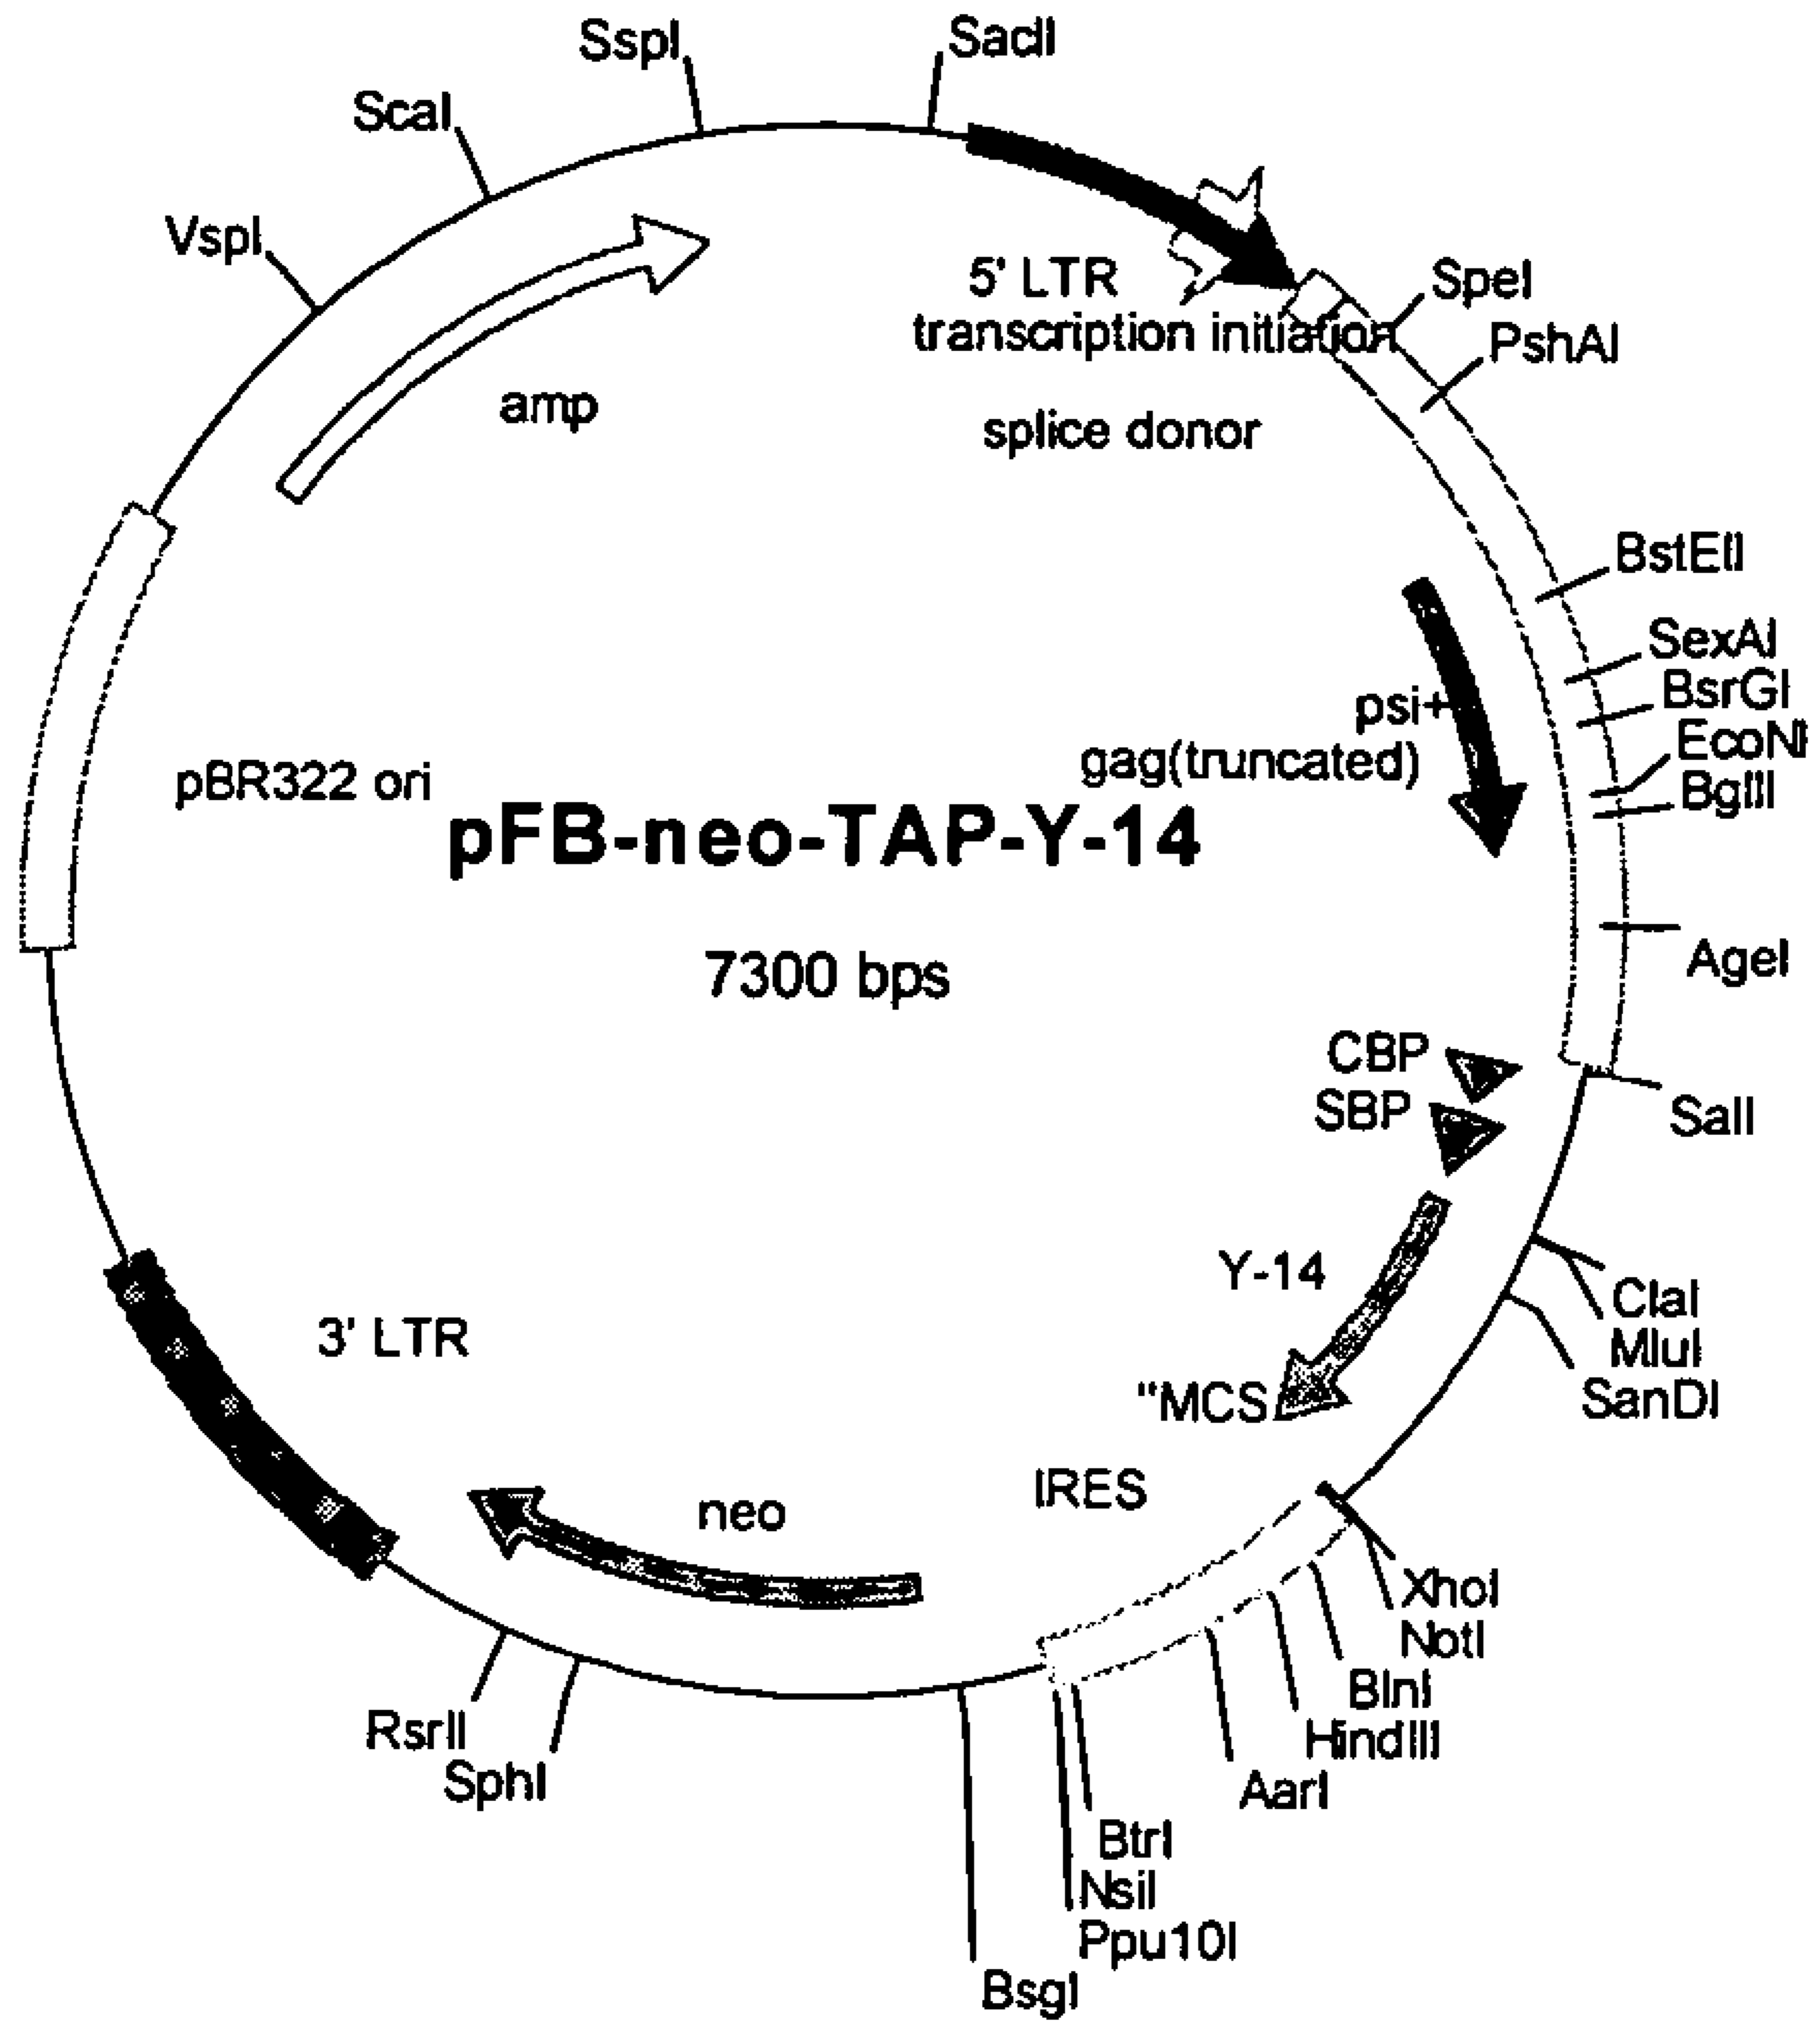 SspI
SacII
ScaI
VspI
5' LTR
SpeI
transcription initiation
PshAI
amp
splice donor
BstEII
SexAI
BsrGI
psi+
EcoNI
gag(truncated)
pBR322 ori
BglII
pFB-neo-TAP-Y-14
AgeI
7300 bps
CBP
SBP
SalI
Y-14
ClaI
3' LTR
MluI
"MCS
SanDI
IRES
neo
XhoI
NotI
BlnI
RsrII
HindIII
SphI
AarI
BtrI
NsiI
Ppu10I
BsgI